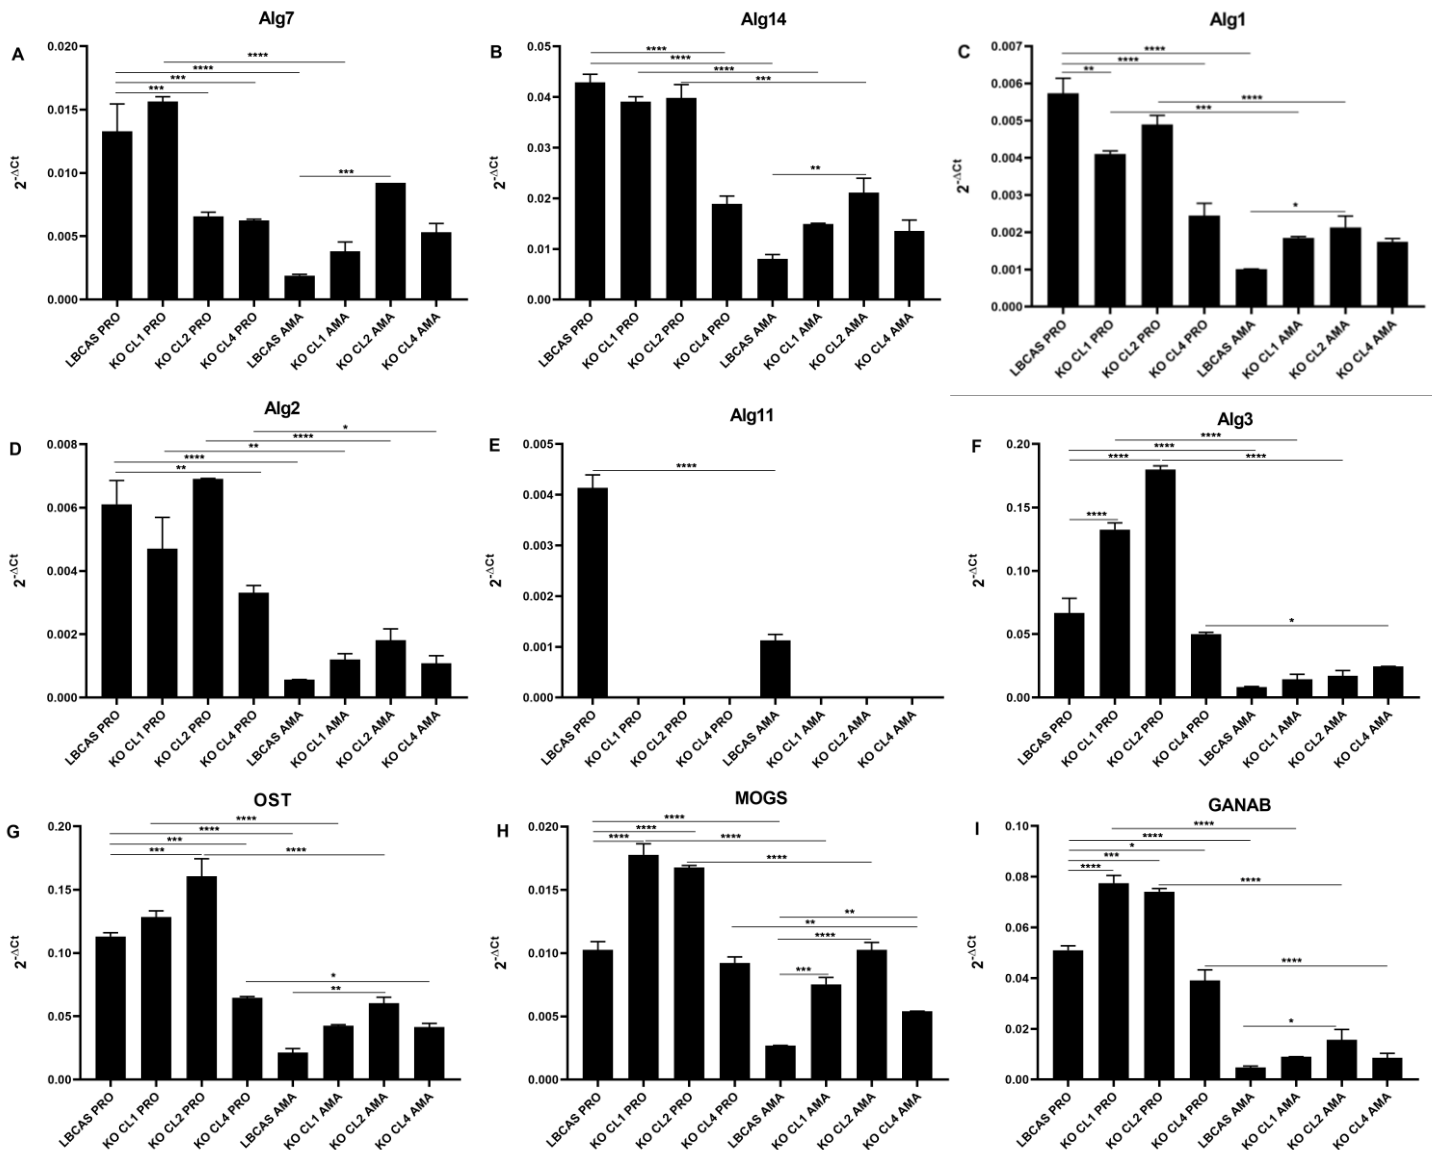 Alg7
A
0.020
0.015
0.010
0.005
0.000
2-ΔCt
****
****
***
***
***
LBCAS PRO
KO CL1 PRO
KO CL2 PRO
KO CL4 PRO
LBCAS AMA
KO CL1 AMA
KO CL2 AMA
KO CL4 AMA
Alg14
B
0.05
0.04
0.03
0.02
0.01
0.00
2-ΔCt
****
****
****
***
**
LBCAS PRO
KO CL1 PRO
KO CL2 PRO
KO CL4 PRO
LBCAS AMA
KO CL1 AMA
KO CL2 AMA
KO CL4 AMA
Alg1
C
0.007
0.006
0.005
0.004
0.003
0.002
0.001
0.000
2-ΔCt
****
****
**
****
***
*
LBCAS PRO
KO CL1 PRO
KO CL2 PRO
KO CL4 PRO
LBCAS AMA
KO CL1 AMA
KO CL2 AMA
KO CL4 AMA
Alg2
D
0.008
0.006
0.004
0.002
0.000
2-ΔCt
*
****
**
****
**
LBCAS PRO
KO CL1 PRO
KO CL2 PRO
KO CL4 PRO
LBCAS AMA
KO CL1 AMA
KO CL2 AMA
KO CL4 AMA
Alg11
E
0.005
0.004
0.003
0.002
0.001
0.000
2-ΔCt
****
LBCAS PRO
KO CL1 PRO
KO CL2 PRO
KO CL4 PRO
LBCAS AMA
KO CL1 AMA
KO CL2 AMA
KO CL4 AMA
Alg3
F
0.20
0.15
0.10
0.05
0.00
2-ΔCt
****
****
****
****
****
*
LBCAS PRO
KO CL1 PRO
KO CL2 PRO
KO CL4 PRO
LBCAS AMA
KO CL1 AMA
KO CL2 AMA
KO CL4 AMA
OST
G
0.20
0.15
0.10
0.05
0.00
2-ΔCt
****
****
***
***
****
*
**
LBCAS PRO
KO CL1 PRO
KO CL2 PRO
KO CL4 PRO
LBCAS AMA
KO CL1 AMA
KO CL2 AMA
KO CL4 AMA
MOGS
H
0.020
0.015
0.010
0.005
0.000
2-ΔCt
****
****
****
****
****
**
**
****
***
LBCAS PRO
KO CL1 PRO
KO CL2 PRO
KO CL4 PRO
LBCAS AMA
KO CL1 AMA
KO CL2 AMA
KO CL4 AMA
GANAB
I
0.10
0.08
0.06
0.04
0.02
0.00
2-ΔCt
****
****
*
***
****
****
****
*
LBCAS PRO
KO CL1 PRO
KO CL2 PRO
KO CL4 PRO
LBCAS AMA
KO CL1 AMA
KO CL2 AMA
KO CL4 AMA